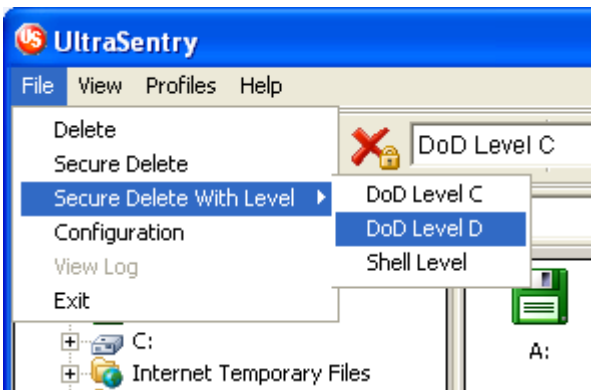 US UltraSentry
File View Profiles Help
Delete
Secure Delete
Secure Delete With Level
Configuration
View Log
Exit
DoD Level C
DoD Level C
DoD Level D
Shell Level
C:
Internet Temporary Files
A: